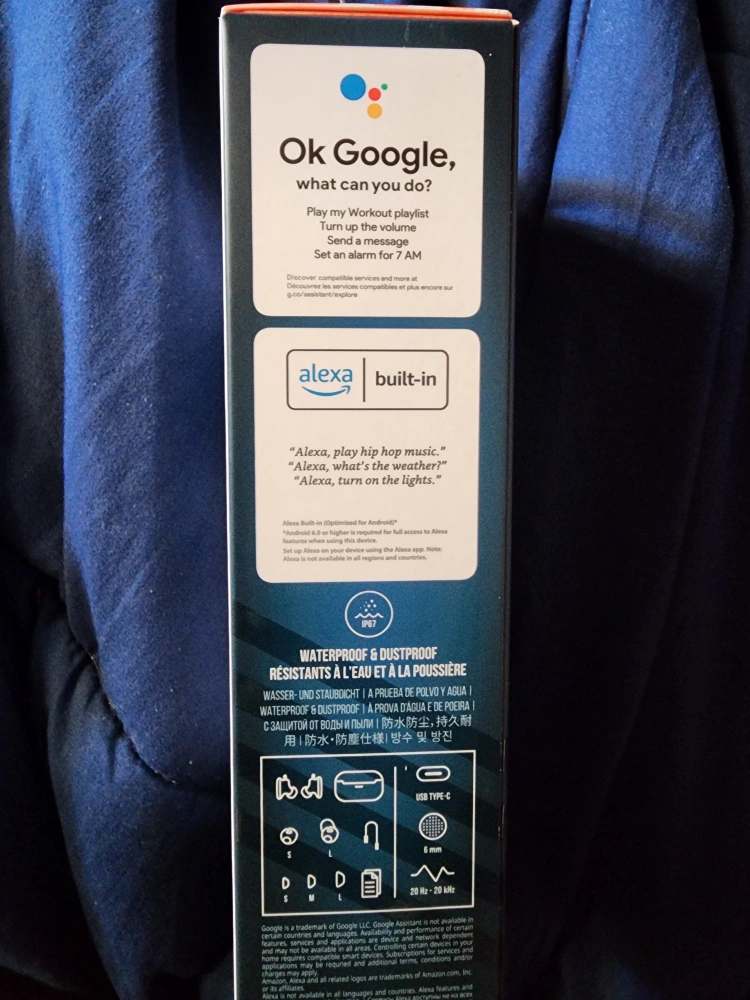 Ok Google,
what can you do?
Play my Workout playlist
Turn up the volume
Send a message
Set an alarm for 7 AM
Discover compatible services and more at
Découvrez les services compatibles et plus encore sur
g.co/assistant/explore
alexa | built-in
“Alexa, play hip hop music.”
“Alexa, what's the weather?”
“Alexa, turn on the lights.”
Alexa Built-in (Optimized for Android)*
*Android 6.0 or higher is required for full access to Alexa
features when using this device.
Set up Alexa on your device using the Alexa app. Note:
Alexa is not available in all regions and countries.
IP67
WATERPROOF & DUSTPROOF
RÉSISTANTS À L'EAU ET À LA POUSSIÈRE
WASSER- UND STAUBDICHT | A PRUEBA DE POLVO Y AGUA |
WATERPROOF & DUSTPROOF | À PROVA D'ÁGUA E DE POEIRA |
С ЗАЩИТОЙ ОТ ВОДЫ И ПЫЛИ | 防水防尘，持久耐
用 | 防水・防塵仕様 | 방수 및 방진
USB TYPE-C
S L
6 mm
S M L
20 Hz - 20 kHz
Google is a trademark of Google LLC. Google Assistant is not available in
certain countries and languages. Availability and performance of certain
features, services and applications are device and network dependent
and may not be available in all areas. Controlling certain devices in your
home requires compatible smart devices. Subscriptions for services and
applications may be requried and additional terms, conditions and/or
charges may apply.
Amazon, Alexa and all related logos are trademarks of Amazon.com, Inc.
or its affiliates.
Alexa is not available in all languages and countries. Alexa features and